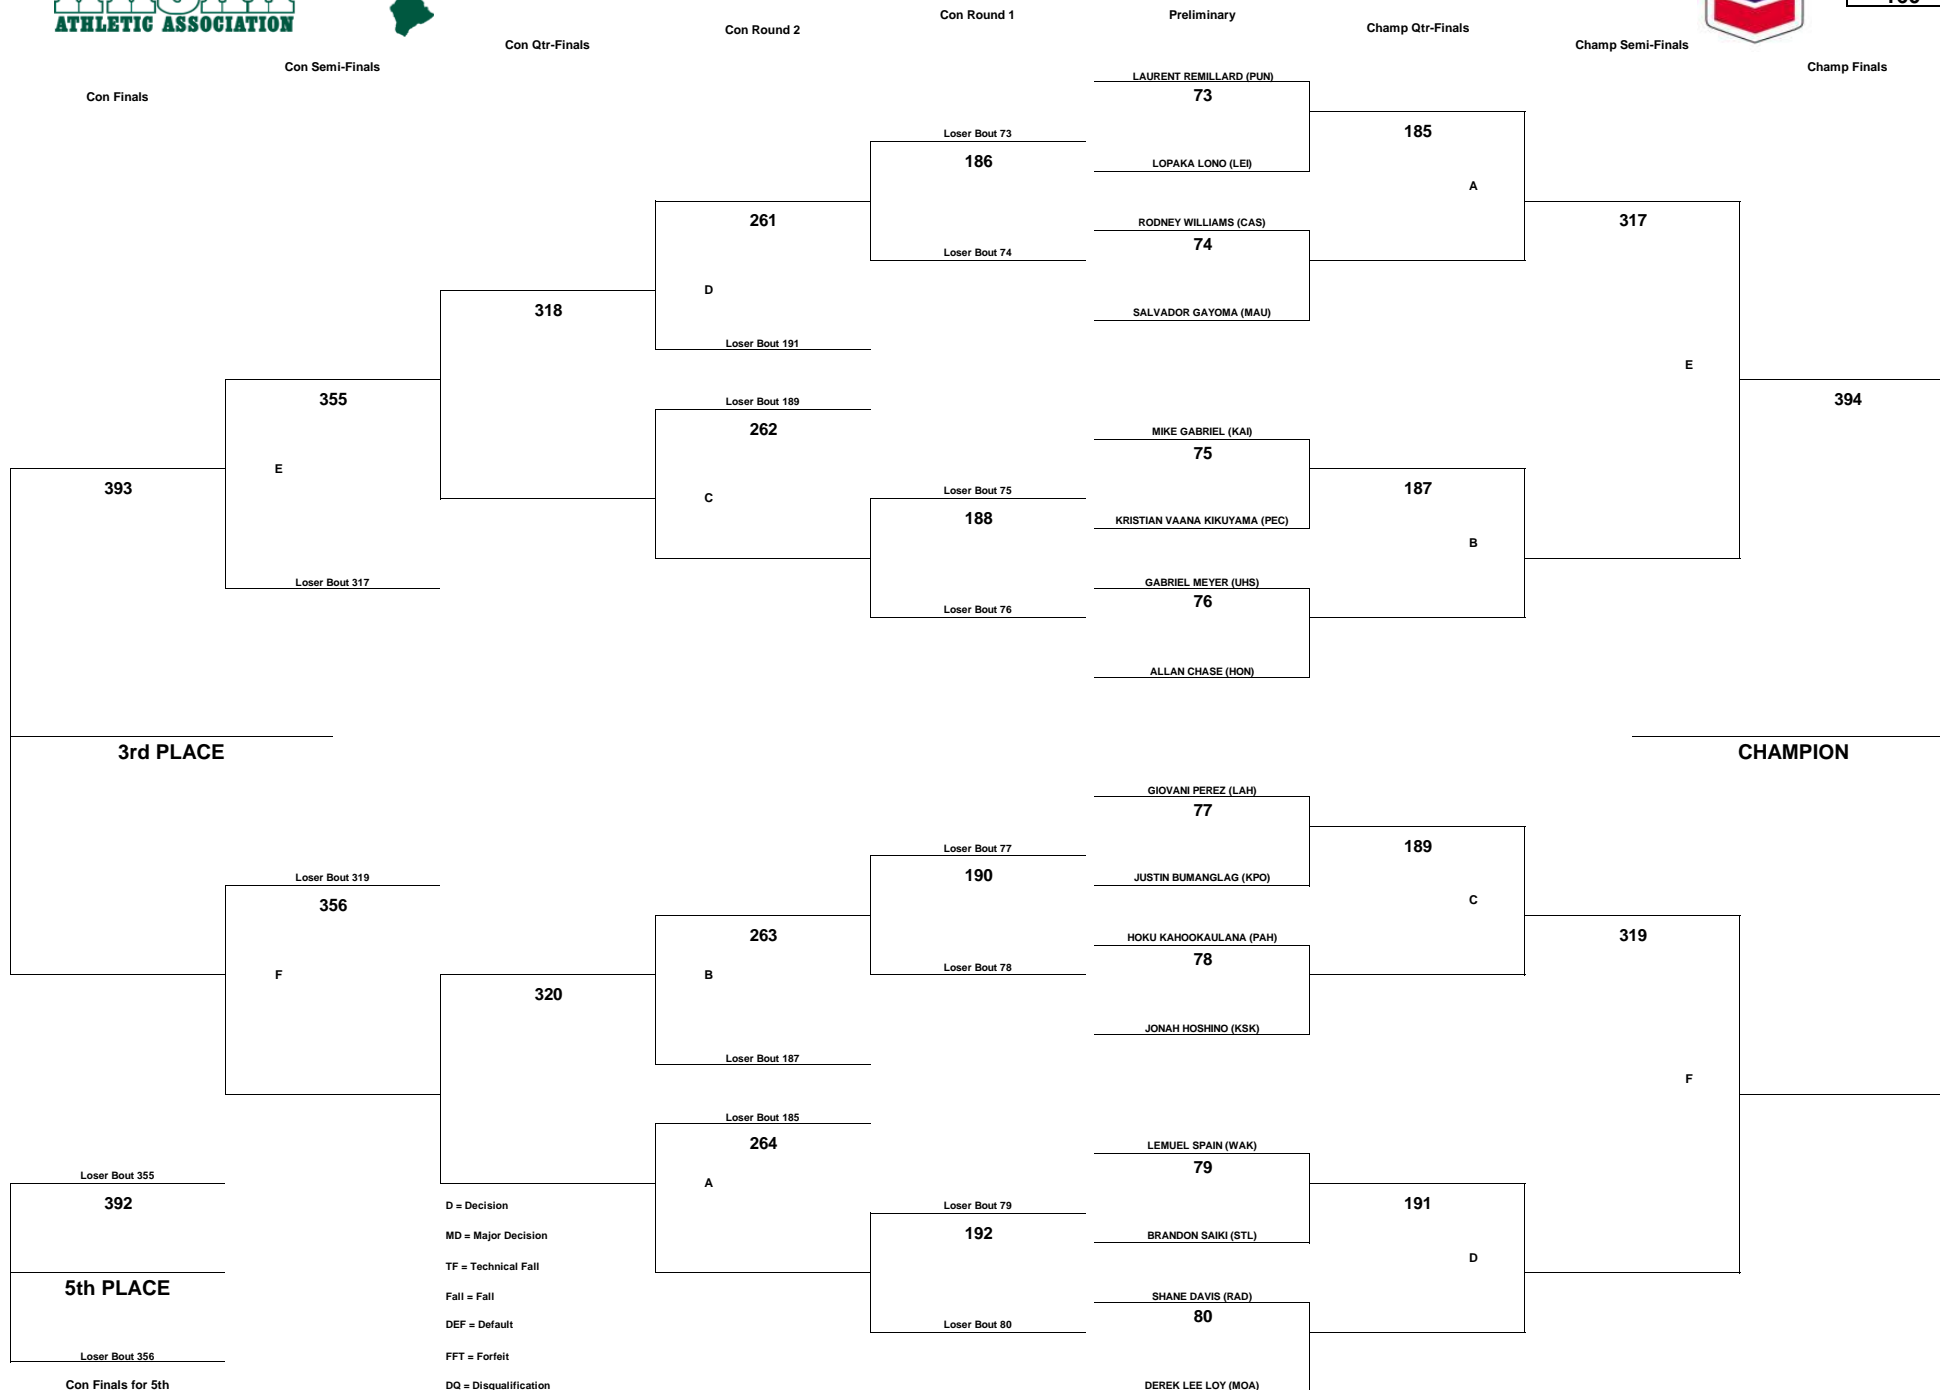 ATHLETIC ASSOCIATION
Con Round 1
Preliminary
Con Round 2
Champ Qtr-Finals
Con Qtr-Finals
Champ Semi-Finals
Con Semi-Finals
Champ Finals
Con Finals
LAURENT REMILLARD (PUN)
73
185
Loser Bout 73
186
LOPAKA LONO (LEI)
A
261
RODNEY WILLIAMS (CAS)
317
74
Loser Bout 74
D
318
SALVADOR GAYOMA (MAU)
Loser Bout 191
E
355
Loser Bout 189
394
262
MIKE GABRIEL (KAI)
75
E
393
C
Loser Bout 75
187
188
KRISTIAN VAANA KIKUYAMA (PEC)
B
Loser Bout 317
GABRIEL MEYER (UHS)
76
Loser Bout 76
ALLAN CHASE (HON)
3rd PLACE
CHAMPION
GIOVANI PEREZ (LAH)
77
Loser Bout 77
189
Loser Bout 319
190
JUSTIN BUMANGLAG (KPO)
356
C
263
HOKU KAHOOKAULANA (PAH)
319
78
F
B
Loser Bout 78
320
JONAH HOSHINO (KSK)
Loser Bout 187
F
Loser Bout 185
264
LEMUEL SPAIN (WAK)
79
Loser Bout 355
A
392
D = Decision
Loser Bout 79
191
MD = Major Decision
192
BRANDON SAIKI (STL)
D
TF = Technical Fall
5th PLACE
Fall = Fall
SHANE DAVIS (RAD)
80
DEF = Default
Loser Bout 80
Loser Bout 356
FFT = Forfeit
Con Finals for 5th
DQ = Disqualification
DEREK LEE LOY (MOA)